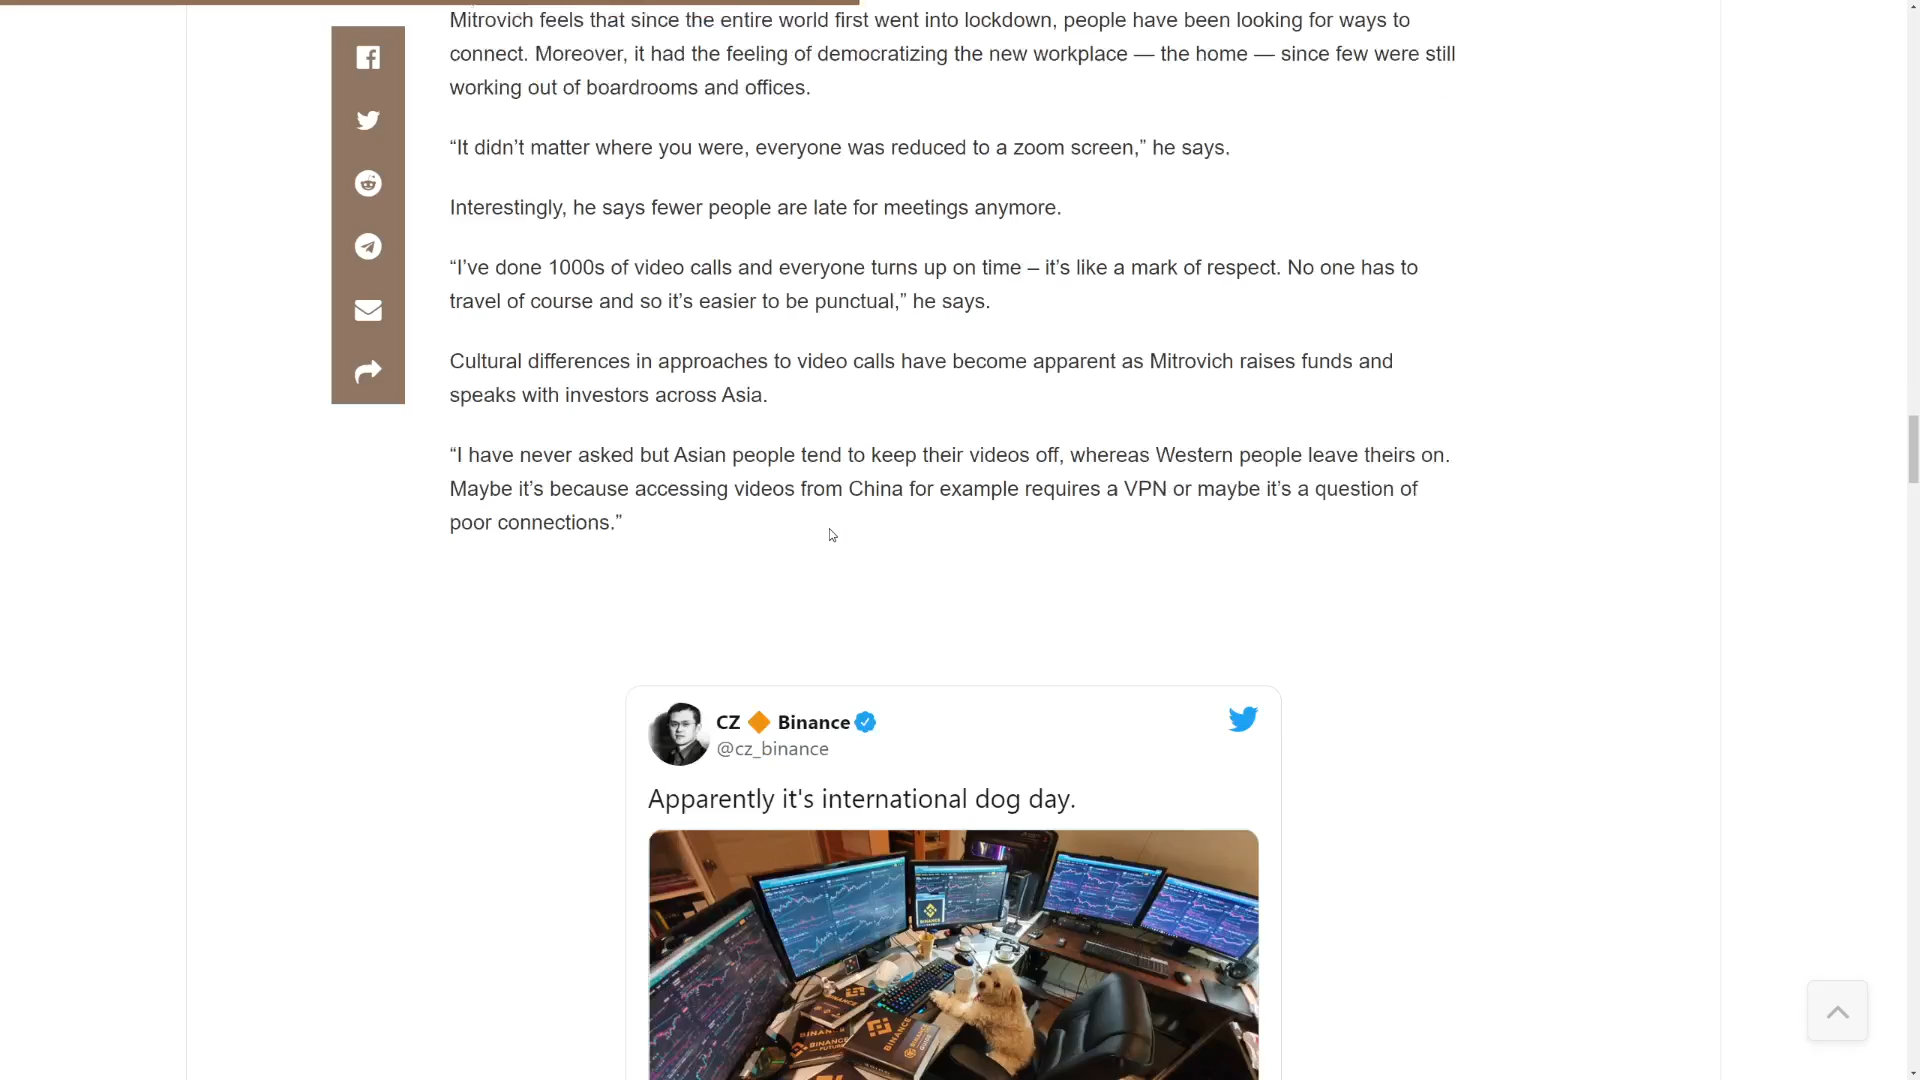 Mitrovich feels that since the entire world first went into lockdown, people have been looking for ways to
connect. Moreover, it had the feeling of democratizing the new workplace — the home — since few were still
working out of boardrooms and offices.
“It didn’t matter where you were, everyone was reduced to a zoom screen,” he says.
Interestingly, he says fewer people are late for meetings anymore.
“I’ve done 1000s of video calls and everyone turns up on time – it’s like a mark of respect. No one has to
travel of course and so it’s easier to be punctual,” he says.
Cultural differences in approaches to video calls have become apparent as Mitrovich raises funds and
speaks with investors across Asia.
“I have never asked but Asian people tend to keep their videos off, whereas Western people leave theirs on.
Maybe it’s because accessing videos from China for example requires a VPN or maybe it’s a question of
poor connections.”
CZ 🔶 Binance
@cz_binance
Apparently it's international dog day.
BINANCE
BINANCE
BINANCE
BINANCE